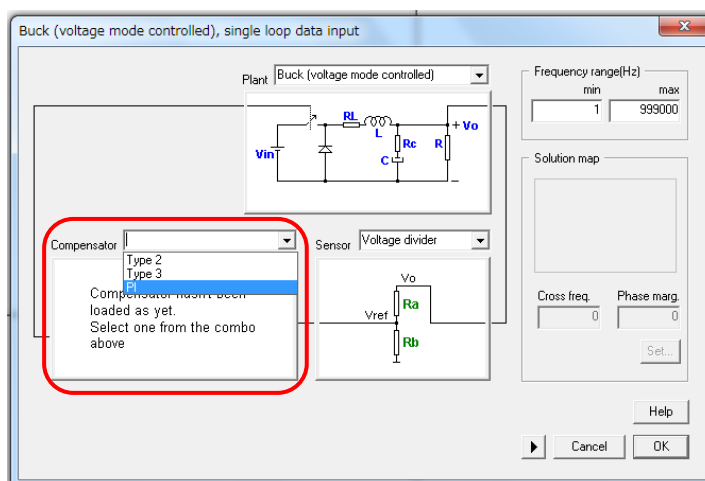 Buck (voltage mode controlled), single loop data input
Plant Buck (voltage mode controlled)
RL
L
Vin
Rc
C
R
+ Vo
−
Frequency range(Hz)
min max
1 999000
Solution map
Compensator
Type 2
Type 3
PI
Compensator hasn't been
loaded as yet.
Select one from the combo
above
Sensor Voltage divider
Vo
Ra
Vref
Rb
Cross freq. Phase marg.
0 0
Set...
Help
Cancel OK